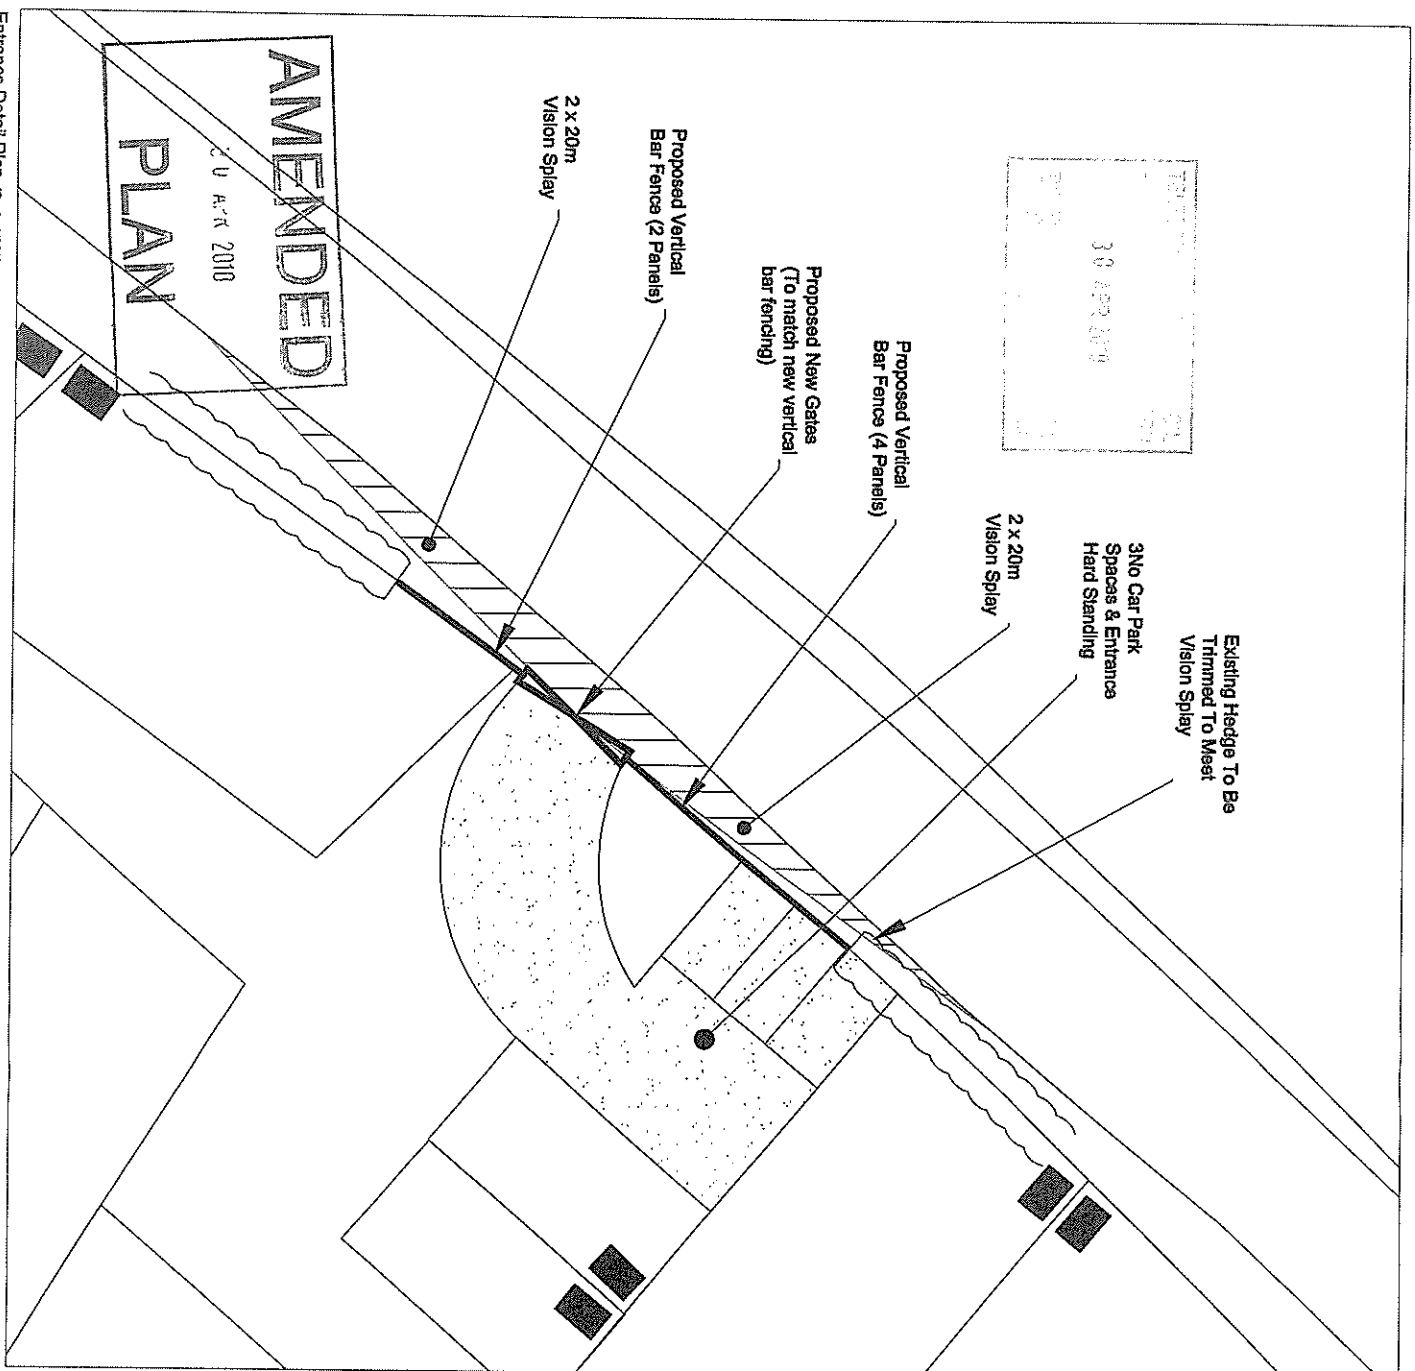 AMENDED
2010
PLAN
2 x 20m
Vision Splay
Proposed Vertical
Bar Fence (2 Panels)
Proposed New Gates
(To match new vertical
bar fencing)
Proposed Vertical
Bar Fence (4 Panels)
2 x 20m
Vision Splay
3No Car Park
Spaces & Entrance
Hard Standing
Existing Hedge To Be
Trimmed To Meet
Vision Splay
30 APR
Entrance Detail Plan